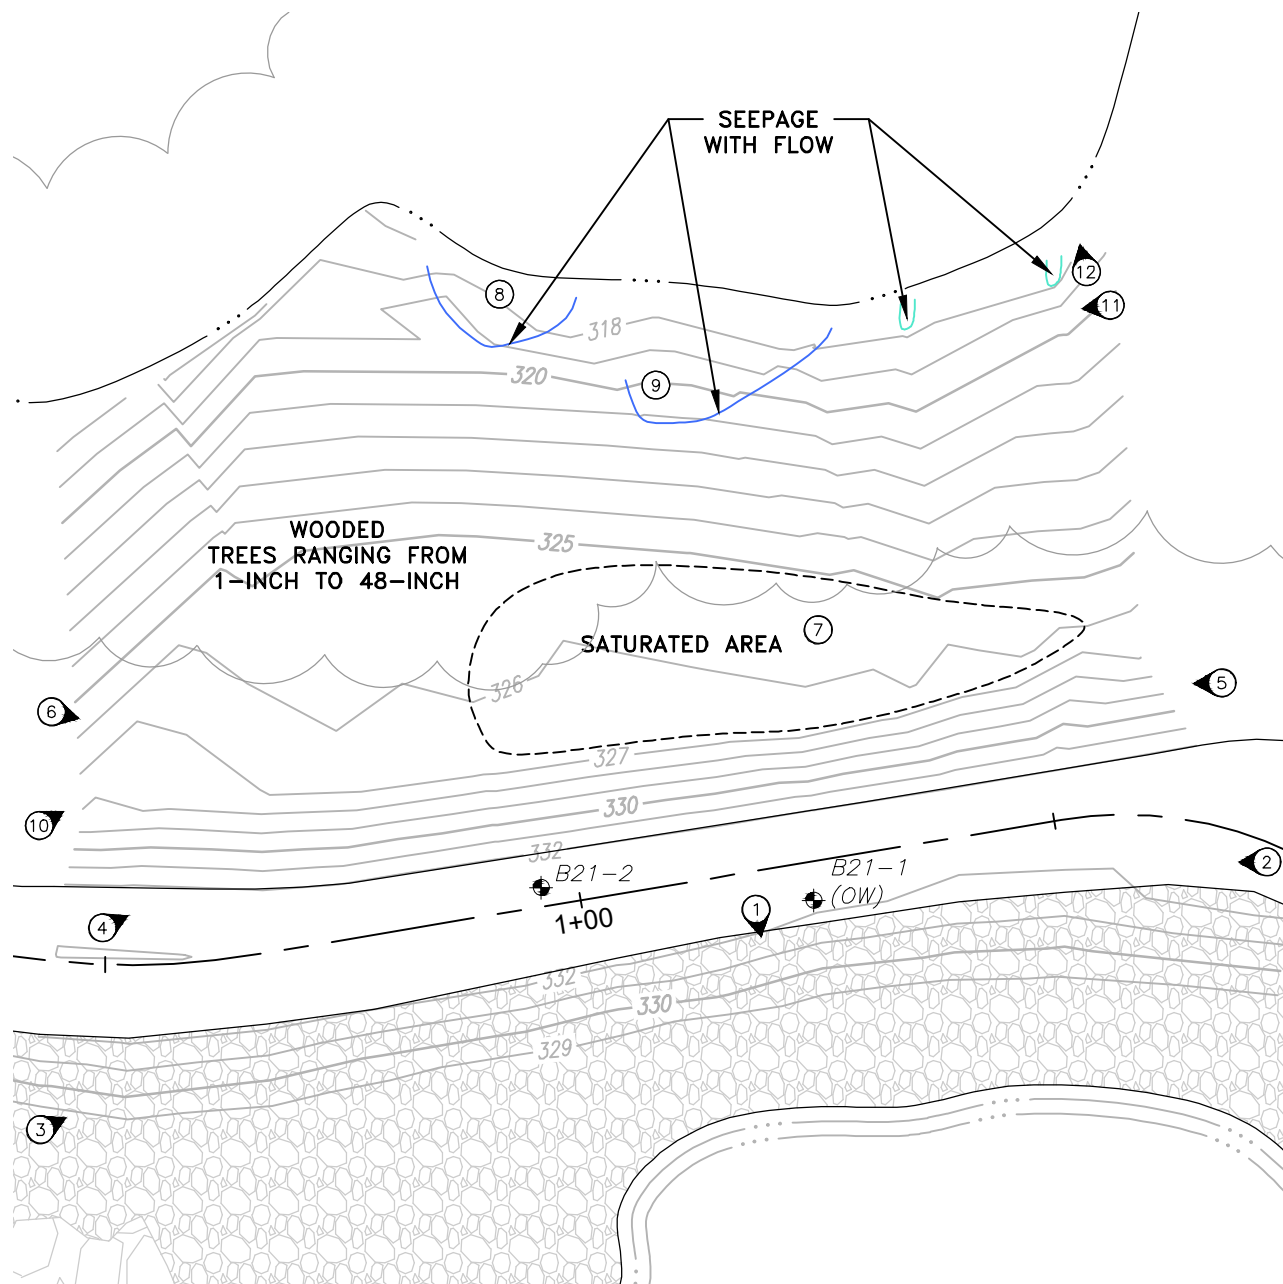 SEEPAGE
WITH FLOW
12
8
11
318
320
9
WOODED
TREES RANGING FROM
1-INCH TO 48-INCH
325
7
SATURATED AREA
326
5
6
327
330
10
332
B21-2
B21-1
(OW)
2
1
1+00
4
332
330
329
3